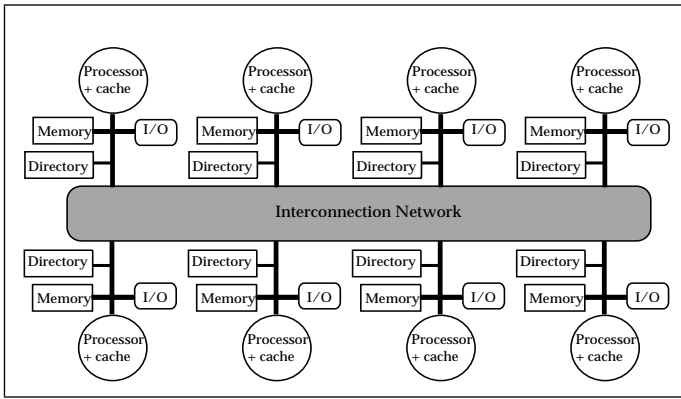 Processor
+ cache
Processor
+ cache
Processor
+ cache
Processor
+ cache
Memory
I/O
Memory
I/O
Memory
I/O
Memory
I/O
Directory
Directory
Directory
Directory
Interconnection Network
Directory
Directory
Directory
Directory
Memory
I/O
Memory
I/O
Memory
I/O
Memory
I/O
Processor
+ cache
Processor
+ cache
Processor
+ cache
Processor
+ cache